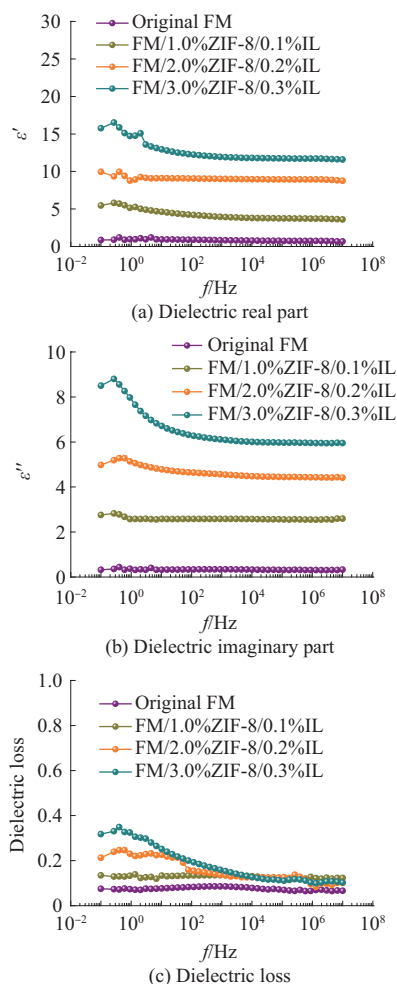 30
25
20
15
10
5
0
ε′
Original FM
FM/1.0%ZIF-8/0.1%IL
FM/2.0%ZIF-8/0.2%IL
FM/3.0%ZIF-8/0.3%IL
10⁻² 10⁰ 10² 10⁴ 10⁶ 10⁸
f/Hz
(a) Dielectric real part
10
8
6
4
2
0
ε″
Original FM
FM/1.0%ZIF-8/0.1%IL
FM/2.0%ZIF-8/0.2%IL
FM/3.0%ZIF-8/0.3%IL
10⁻² 10⁰ 10² 10⁴ 10⁶ 10⁸
f/Hz
(b) Dielectric imaginary part
1.0
0.8
0.6
0.4
0.2
0
Dielectric loss
Original FM
FM/1.0%ZIF-8/0.1%IL
FM/2.0%ZIF-8/0.2%IL
FM/3.0%ZIF-8/0.3%IL
10⁻² 10⁰ 10² 10⁴ 10⁶ 10⁸
f/Hz
(c) Dielectric loss